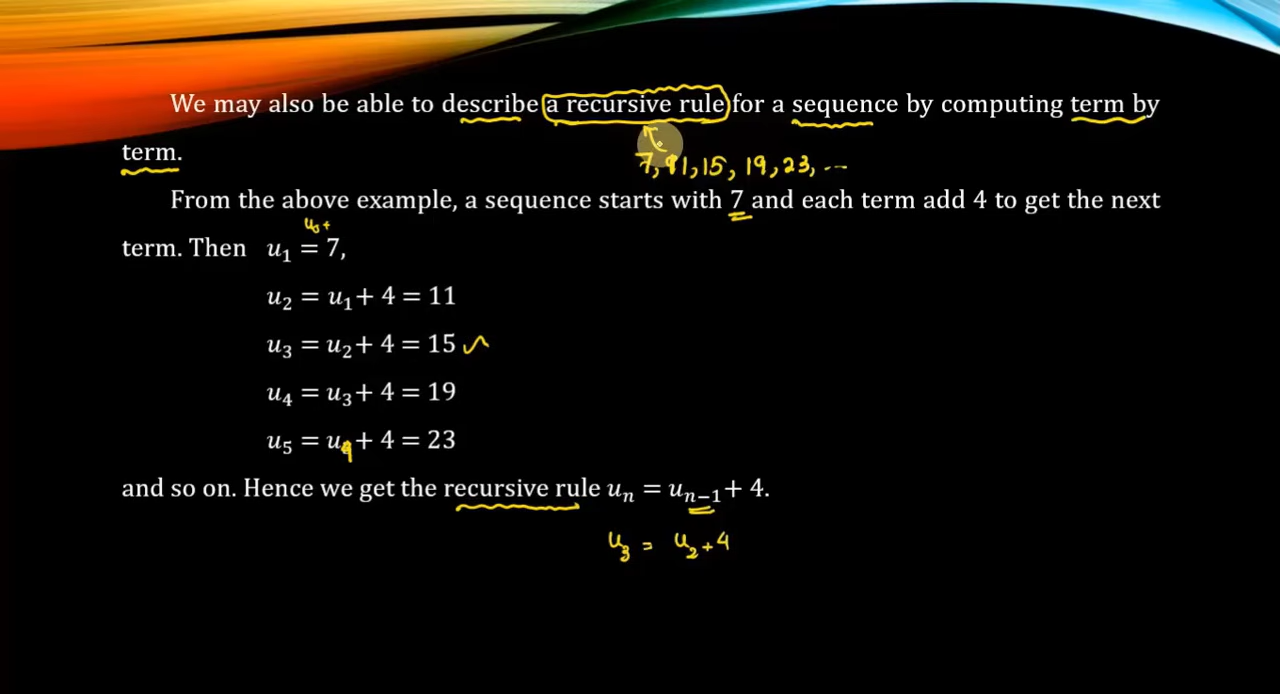 We may also be able to describe a recursive rule for a sequence by computing term by
term.
7, 11, 15, 19, 23, ...
From the above example, a sequence starts with 7 and each term add 4 to get the next
term. Then u₁ = 7,
u₂ = u₁ + 4 = 11
u₃ = u₂ + 4 = 15
u₄ = u₃ + 4 = 19
u₅ = u₄ + 4 = 23
and so on. Hence we get the recursive rule uₙ = uₙ₋₁ + 4.
u₃ = u₂ + 4